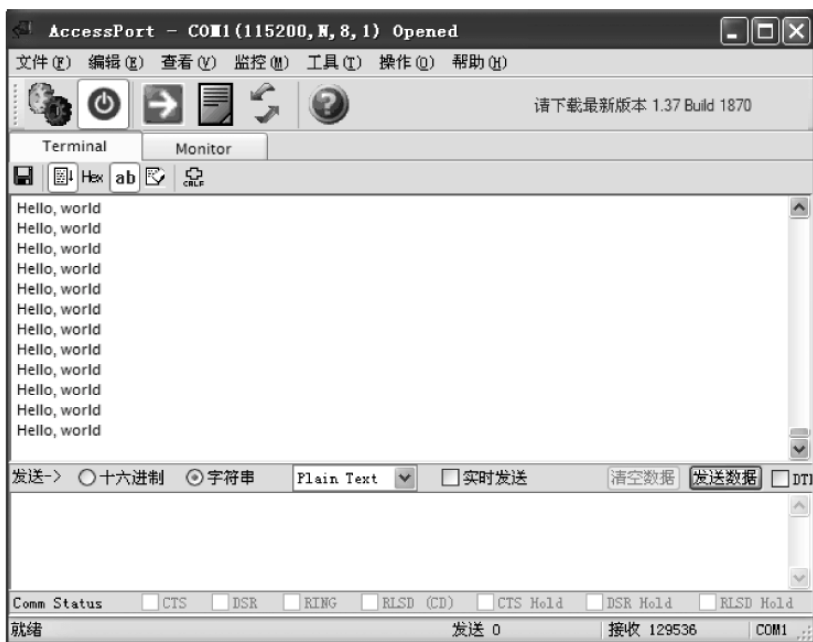 AccessPort - COM1(115200,N,8,1) Opened
文件(F) 编辑(E) 查看(V) 监控(M) 工具(T) 操作(O) 帮助(H)
请下载最新版本 1.37 Build 1870
Terminal Monitor
Hex ab CRLF
Hello, world
Hello, world
Hello, world
Hello, world
Hello, world
Hello, world
Hello, world
Hello, world
Hello, world
Hello, world
Hello, world
Hello, world
发送-> 十六进制 字符串 Plain Text 实时发送 清空数据 发送数据 DTR
Comm Status CTS DSR RING RLSD (CD) CTS Hold DSR Hold RLSD Hold
就绪 发送 0 接收 129536 COM1